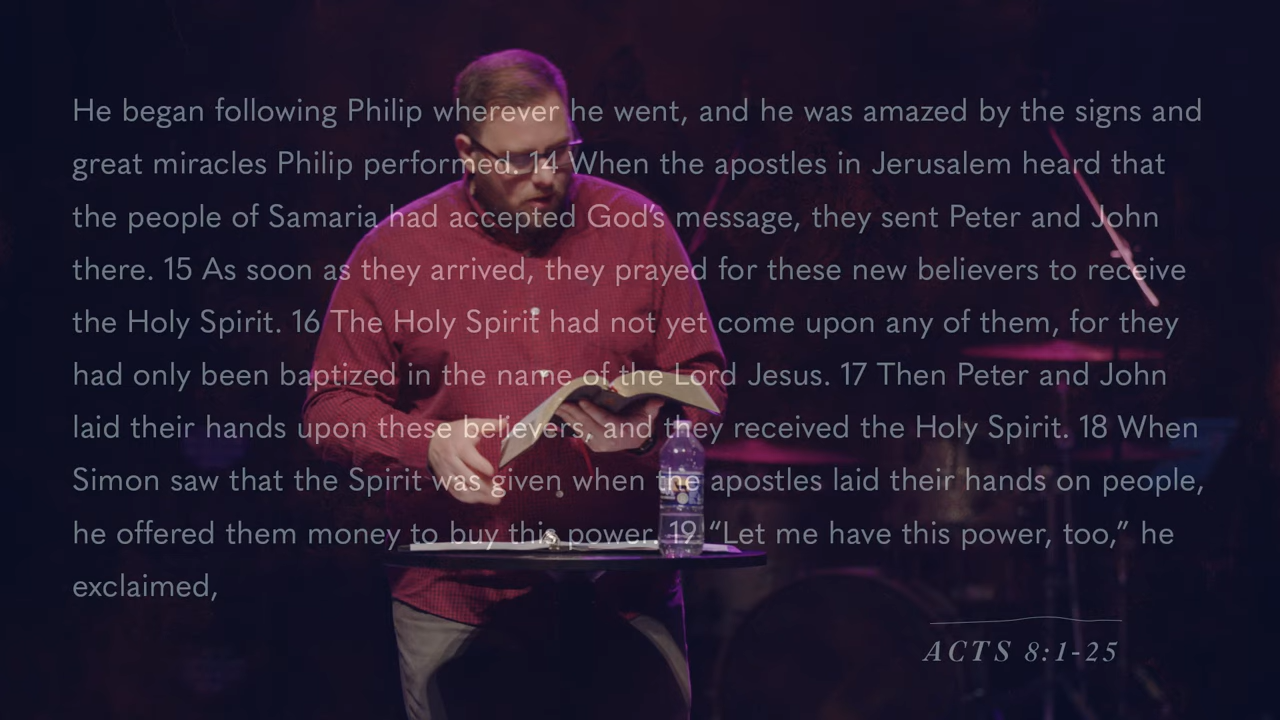 He began following Philip wherever he went, and he was amazed by the signs and
great miracles Philip performed. 14 When the apostles in Jerusalem heard that
the people of Samaria had accepted God’s message, they sent Peter and John
there. 15 As soon as they arrived, they prayed for these new believers to receive
the Holy Spirit. 16 The Holy Spirit had not yet come upon any of them, for they
had only been baptized in the name of the Lord Jesus. 17 Then Peter and John
laid their hands upon these believers, and they received the Holy Spirit. 18 When
Simon saw that the Spirit was given when the apostles laid their hands on people,
he offered them money to buy this power. 19 “Let me have this power, too,” he
exclaimed,
ACTS 8:1-25